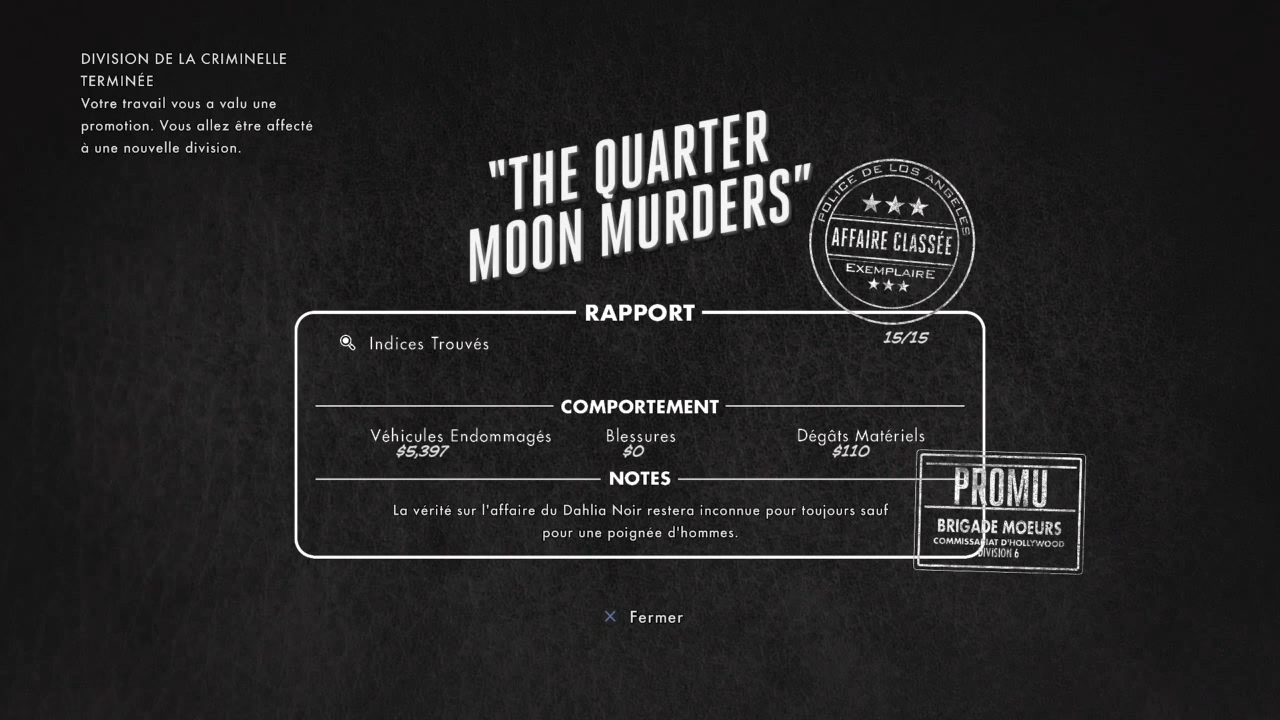 DIVISION DE LA CRIMINELLE
TERMINÉE
Votre travail vous a valu une
promotion. Vous allez être affecté
à une nouvelle division.
"THE QUARTER
MOON MURDERS"
POLICE DE LOS ANGELES
AFFAIRE CLASSÉE
EXEMPLAIRE
RAPPORT
Indices Trouvés
15/15
COMPORTEMENT
Véhicules Endommagés
$5,397
Blessures
$0
Dégâts Matériels
$110
NOTES
La vérité sur l'affaire du Dahlia Noir restera inconnue pour toujours sauf
pour une poignée d'hommes.
PROMU
BRIGADE MOEURS
COMMISSARIAT D'HOLLYWOOD
DIVISION 6
Fermer